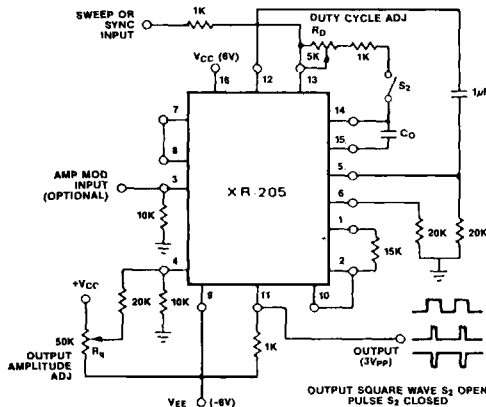 SWEEP OR
SYNC
INPUT
1K
DUTY CYCLE ADJ
RD
5K
1K
VCC (6V)
16
12
13
S2
1µF
14
CO
15
7
8
5
XR-205
AMP MOD
INPUT
(OPTIONAL)
3
6
10K
1
20K
20K
15K
2
4
+VCC
20K
10K
9
11
10
50K
OUTPUT
AMPLITUDE
ADJ
1K
OUTPUT
(3VPP)
VEE
(-6V)
OUTPUT SQUARE WAVE S2 OPEN
PULSE S2 CLOSED